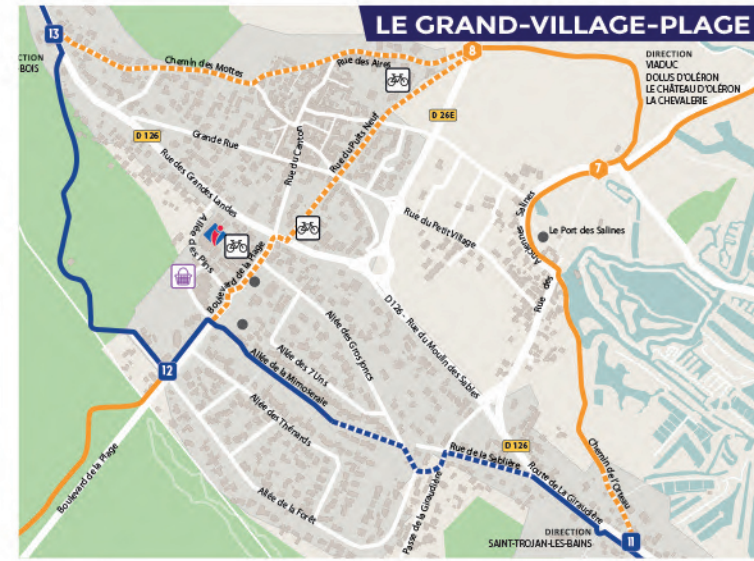 LE GRAND-VILLAGE-PLAGE
13
CTION
-BOIS
Chemin des Mottes
Rue des Aires
8
DIRECTION
VIADUC
DOLUS D'OLÉRON
LE CHÂTEAU D'OLÉRON
LA CHEVALERIE
D 126
D 26E
Grande Rue
Rue du Canton
Rue du Puits Neuf
7
Rue des Grandes Landes
Allée des Pins
Rue du Petit Village
Rue des Anciennes Salines
Le Port des Salines
Boulevard de la Plage
D126 - Rue du Moulin des Sables
Allée des Gros Joncs
Allée des 7 Uns
Allée de la Mimoseraie
12
Allée des Thénards
Boulevard de la Plage
Allée de la Forêt
Passe de la Giraudière
Rue de la Sablière
D 126
Route de La Giraudière
Chemin de l'Orteau
11
DIRECTION
SAINT-TROJAN-LES-BAINS